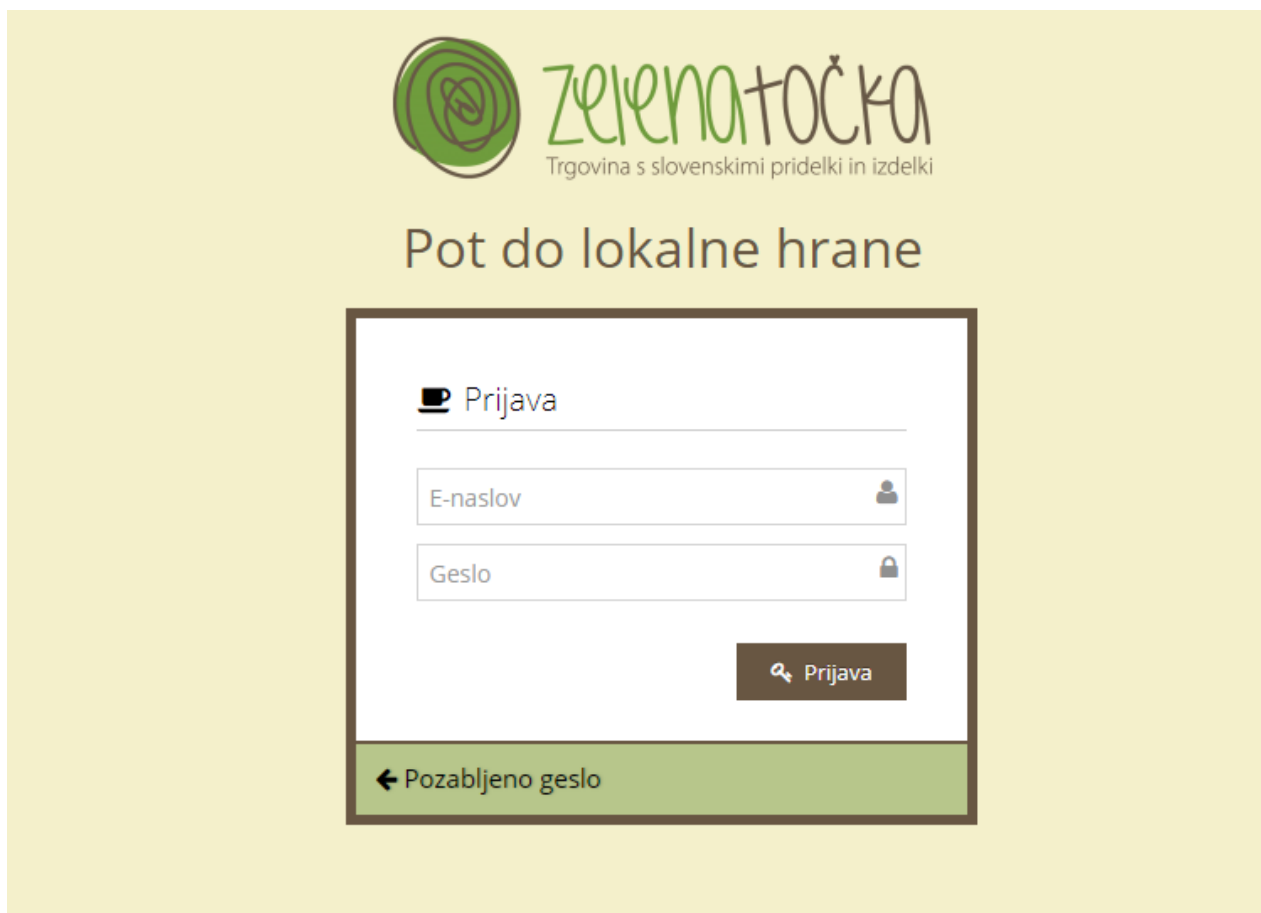 zelenatočka
Trgovina s slovenskimi pridelki in izdelki
Pot do lokalne hrane
Prijava
E-naslov
Geslo
Prijava
Pozabljeno geslo